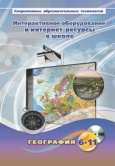 Современные образовательные технологии
Интерактивное оборудование
и интернет-ресурсы
в школе
ГЕОГРАФИЯ 6-11